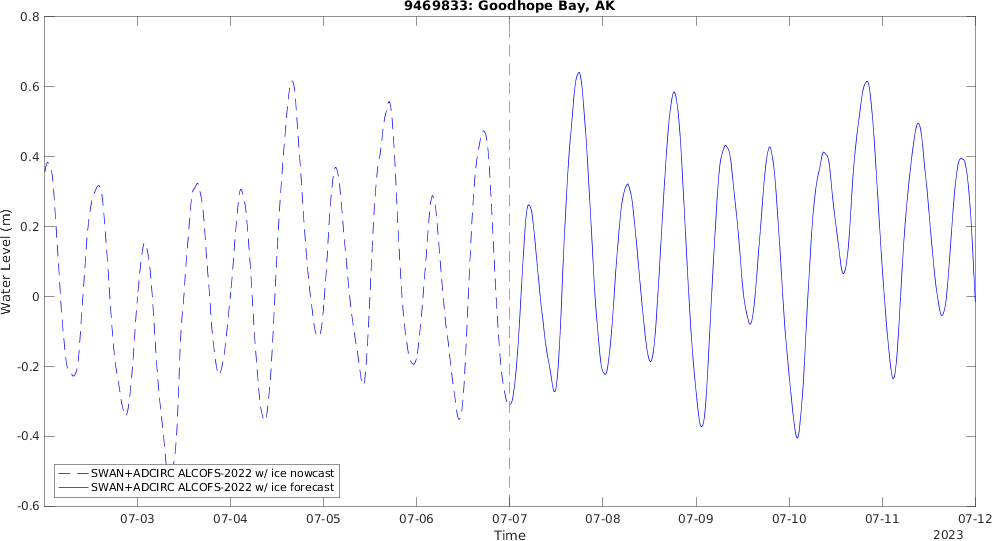 9469833: Goodhope Bay, AK
0.8
0.6
0.4
0.2
0
-0.2
-0.4
-0.6
Water Level (m)
SWAN+ADCIRC ALCOFS-2022 w/ ice nowcast
SWAN+ADCIRC ALCOFS-2022 w/ ice forecast
07-03 07-04 07-05 07-06 07-07 07-08 07-09 07-10 07-11 07-12
Time
2023